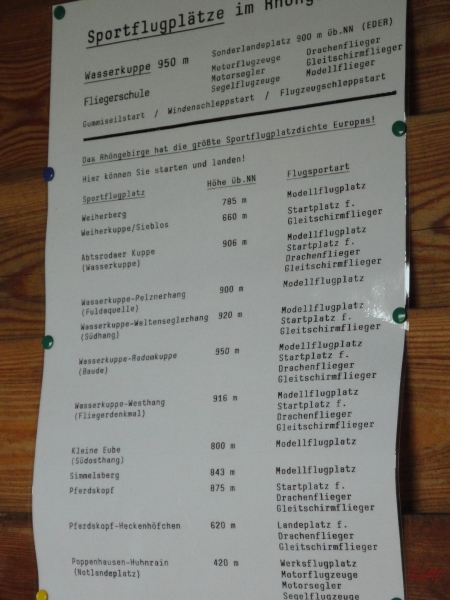 Sportflugplätze im Rhöng
Wasserkuppe 950 m Sonderlandeplatz 900 m üb.NN (EDER)
Fliegerschule Motorflugzeuge Drachenflieger
Motorsegler Gleitschirmflieger
Segelflugzeuge Modellflieger
Gummiseilstart / Windenschleppstart / Flugzeugschleppstart
Das Rhöngebirge hat die größte Sportflugplatzdichte Europas!
Hier können Sie starten und landen!
Sportflugplatz Höhe üb.NN Flugsportart
Weiherberg 785 m Modellflugplatz
Weiherkuppe/Sieblos 660 m Startplatz f.
Gleitschirmflieger
Abtsrodaer Kuppe 906 m Modellflugplatz
(Wasserkuppe) Startplatz f.
Drachenflieger
Gleitschirmflieger
Wasserkuppe-Pelznerhang 900 m Modellflugplatz
(Fuldaquelle)
Wasserkuppe-Weltenseglerhang 920 m Modellflugplatz
(Südhang) Startplatz f.
Gleitschirmflieger
Wasserkuppe-Radomkuppe 950 m Modellflugplatz
(Baude) Startplatz f.
Drachenflieger
Gleitschirmflieger
Wasserkuppe-Westhang 916 m Modellflugplatz
(Fliegerdenkmal) Startplatz f.
Drachenflieger
Gleitschirmflieger
Kleine Eube 800 m Modellflugplatz
(Südosthang)
Simmelsberg 843 m Modellflugplatz
Pferdskopf 875 m Startplatz f.
Drachenflieger
Gleitschirmflieger
Pferdskopf-Heckenhöfchen 620 m Landeplatz f.
Drachenflieger
Gleitschirmflieger
Poppenhausen-Huhnrain 420 m Werksflugplatz
(Notlandeplatz) Motorflugzeuge
Motorsegler
Segelflugzeuge